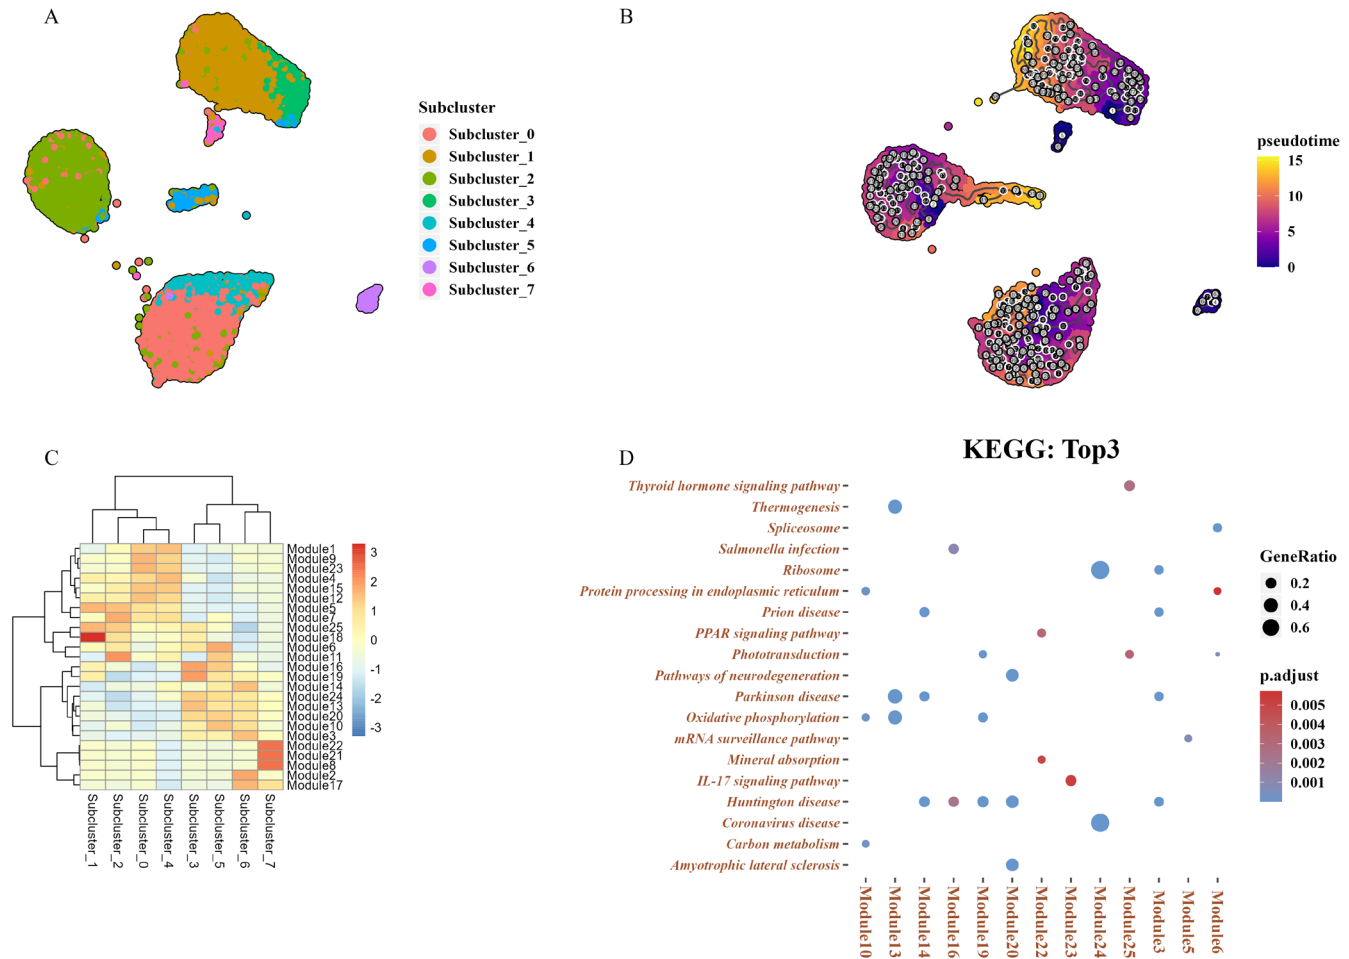 A
Subcluster
Subcluster_0
Subcluster_1
Subcluster_2
Subcluster_3
Subcluster_4
Subcluster_5
Subcluster_6
Subcluster_7
B
pseudotime
15
10
5
0
C
Module1
Module9
Module23
Module4
Module15
Module12
Module5
Module7
Module25
Module18
Module6
Module11
Module16
Module19
Module14
Module24
Module13
Module20
Module10
Module3
Module22
Module21
Module8
Module2
Module17
3
2
1
0
-1
-2
-3
Subcluster_1
Subcluster_2
Subcluster_0
Subcluster_4
Subcluster_3
Subcluster_5
Subcluster_6
Subcluster_7
D
KEGG: Top3
Thyroid hormone signaling pathway
Thermogenesis
Spliceosome
Salmonella infection
Ribosome
Protein processing in endoplasmic reticulum
Prion disease
PPAR signaling pathway
Phototransduction
Pathways of neurodegeneration
Parkinson disease
Oxidative phosphorylation
mRNA surveillance pathway
Mineral absorption
IL-17 signaling pathway
Huntington disease
Coronavirus disease
Carbon metabolism
Amyotrophic lateral sclerosis
Module10
Module13
Module14
Module16
Module19
Module20
Module22
Module23
Module24
Module25
Module3
Module5
Module6
GeneRatio
0.2
0.4
0.6
p.adjust
0.005
0.004
0.003
0.002
0.001